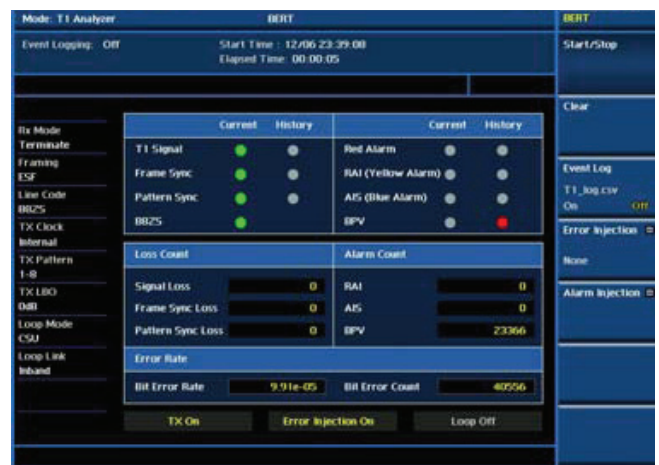 Mode: T1 Analyzer BERT
Event Logging: Off
Start Time : 12/06 23:39:08
Elapsed Time: 00:00:05
Rx Mode
Terminate
Framing
ESF
Line Code
B8ZS
TX Clock
Internal
TX Pattern
1-8
TX LBO
0dB
Loop Mode
CSU
Loop Link
Inband
Current History
T1 Signal
Frame Sync
Pattern Sync
B8ZS
Current History
Red Alarm
RAI (Yellow Alarm)
AIS (Blue Alarm)
BPV
Loss Count
Signal Loss 0
Frame Sync Loss 0
Pattern Sync Loss 0
Alarm Count
RAI 0
AIS 0
BPV 23366
Error Rate
Bit Error Rate 9.91e-05 Bit Error Count 40556
TX On Error Injection On Loop Off
BERT
Start/Stop
Clear
Event Log
T1_log.csv
On Off
Error Injection
None
Alarm Injection